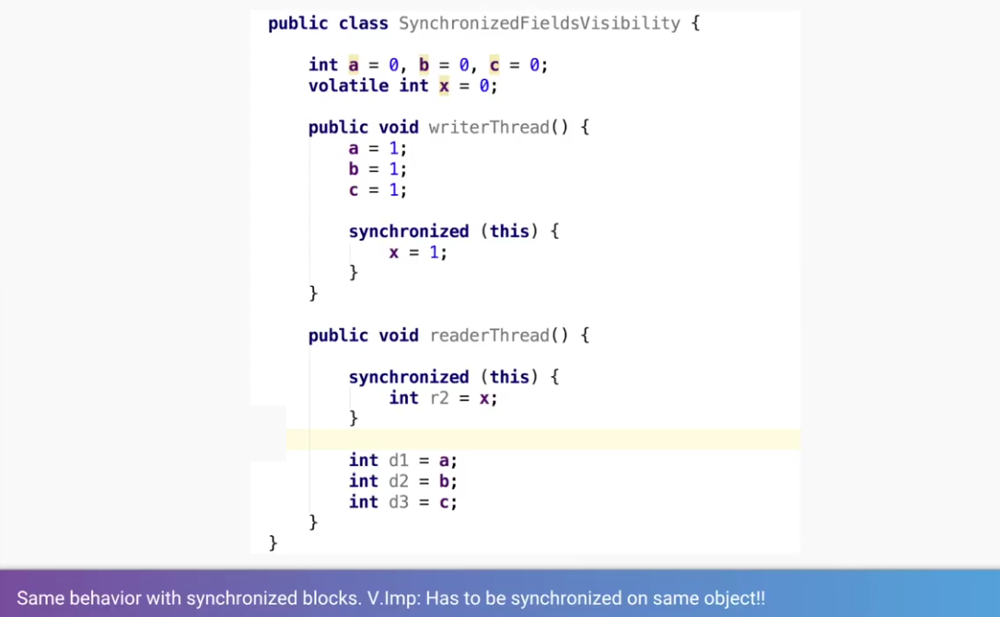 public class SynchronizedFieldsVisibility {
int a = 0, b = 0, c = 0;
volatile int x = 0;
public void writerThread() {
a = 1;
b = 1;
c = 1;
synchronized (this) {
x = 1;
}
}
public void readerThread() {
synchronized (this) {
int r2 = x;
}
int d1 = a;
int d2 = b;
int d3 = c;
}
}
Same behavior with synchronized blocks. V.Imp: Has to be synchronized on same object!!